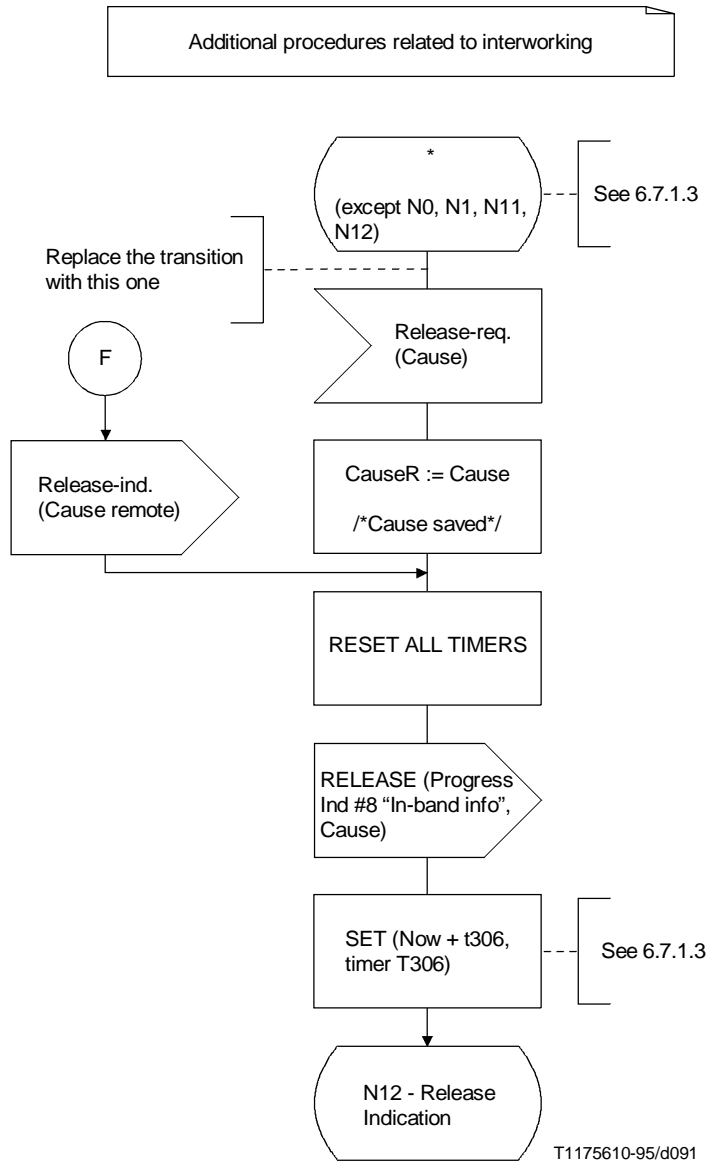 Additional procedures related to interworking
*
(except N0, N1, N11,
N12)
See 6.7.1.3
Replace the transition
with this one
Release-req.
(Cause)
F
Release-ind.
(Cause remote)
CauseR := Cause
/*Cause saved*/
RESET ALL TIMERS
RELEASE (Progress
Ind #8 “In-band info”,
Cause)
SET (Now + t306,
timer T306)
See 6.7.1.3
N12 - Release
Indication
T1175610-95/d091